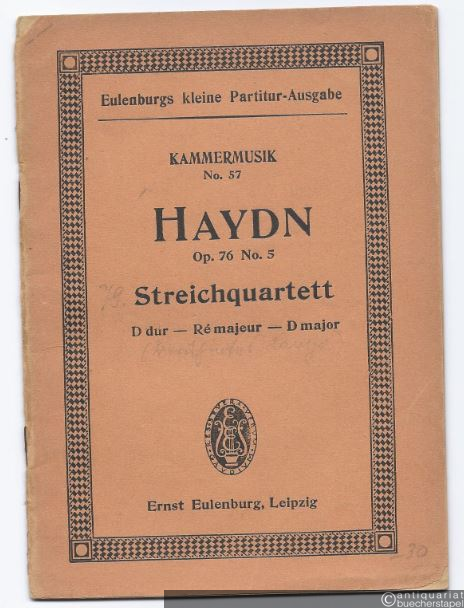 Eulenburgs kleine Partitur-Ausgabe
KAMMERMUSIK
No. 57
HAYDN
Op. 76 No. 5
79.
Streichquartett
D dur — Ré majeur — D major
Ernst Eulenburg, Leipzig
-30
antiquariat
buecherstapel